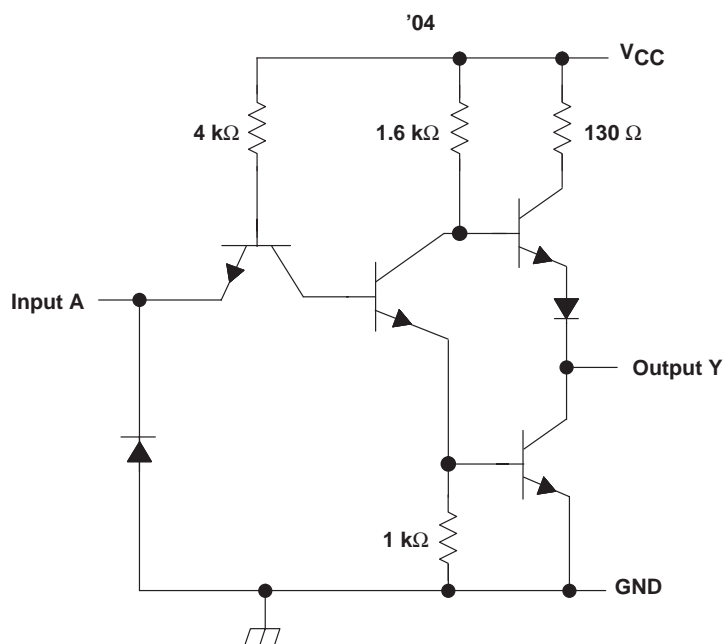 '04
VCC
4 kΩ
1.6 kΩ
130 Ω
Input A
Output Y
1 kΩ
GND